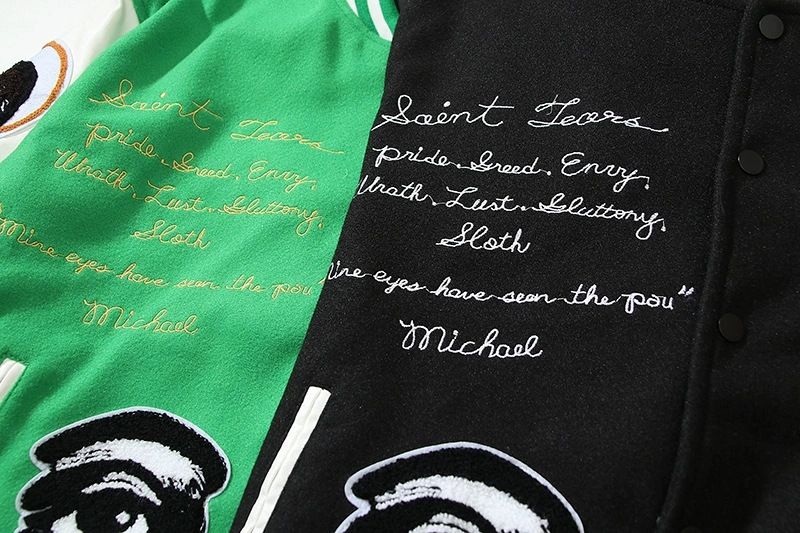 Saint Tears
pride. Greed. Envy.
Wrath. Lust. Gluttony.
Sloth
Mine eyes have seen the pou"
Michael
Saint Tears.
pride. Greed. Envy.
Wrath. Lust. Gluttony.
Sloth
ine eyes have seen the pou"
Michael